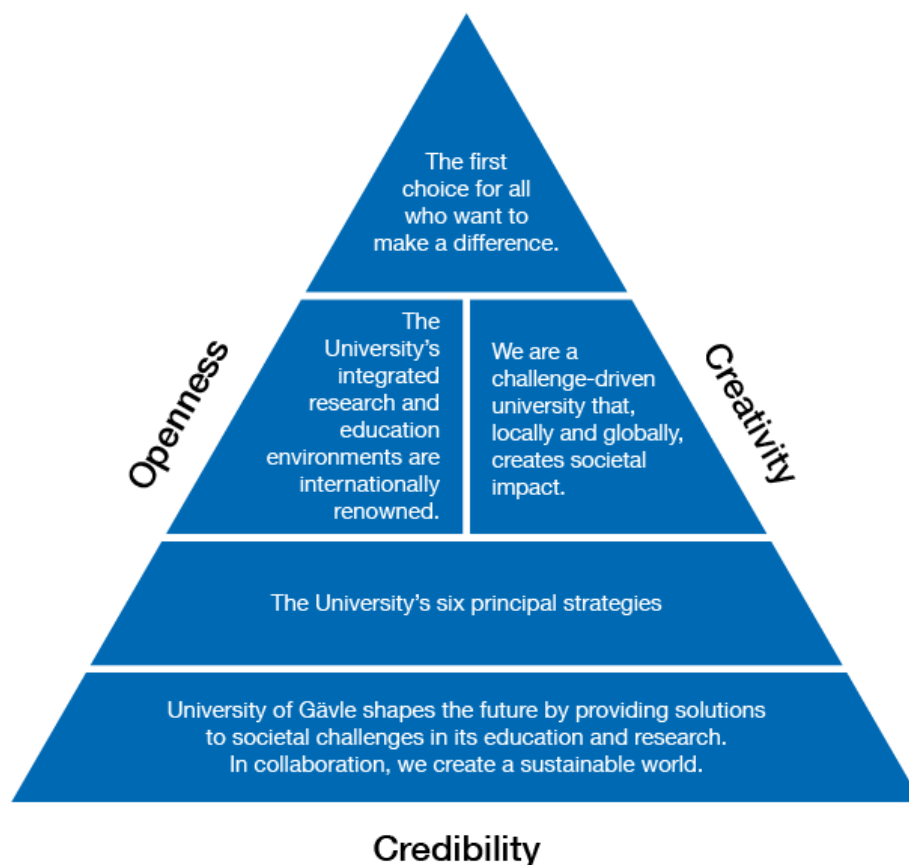 The first
choice for all
who want to
make a difference.
Openness
The
University’s
integrated
research and
education
environments are
internationally
renowned.
We are a
challenge-driven
university that,
locally and globally,
creates societal
impact.
Creativity
The University’s six principal strategies
University of Gävle shapes the future by providing solutions
to societal challenges in its education and research.
In collaboration, we create a sustainable world.
Credibility